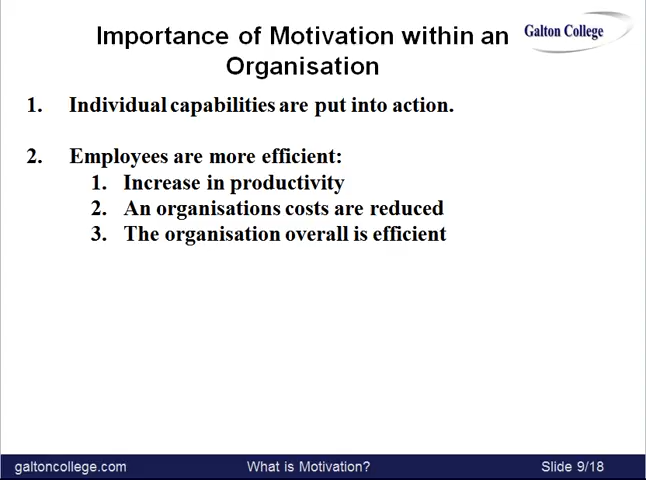 Importance of Motivation within an
Organisation
Galton College
1. Individual capabilities are put into action.
2. Employees are more efficient:
1. Increase in productivity
2. An organisations costs are reduced
3. The organisation overall is efficient
galtoncollege.com What is Motivation? Slide 9/18